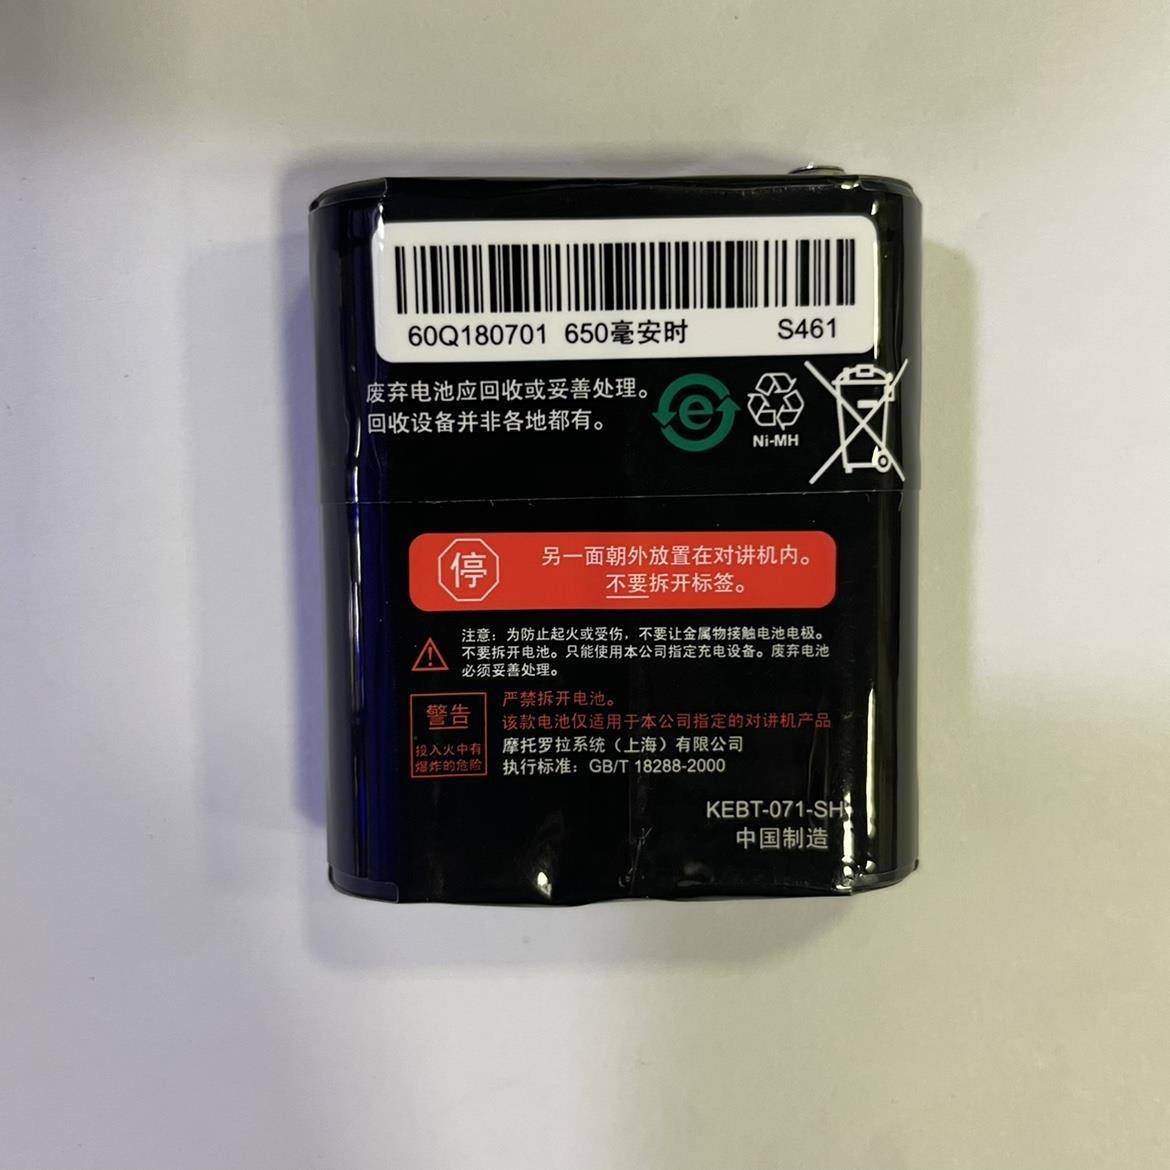 60Q180701 650毫安时 S461
废弃电池应回收或妥善处理。
回收设备并非各地都有。
Ni-MH
停
另一面朝外放置在对讲机内。
不要拆开标签。
注意：为防止起火或受伤，不要让金属物接触电池电极。
不要拆开电池。只能使用本公司指定充电设备。废弃电池
必须妥善处理。
警告
投入火中有
爆炸的危险
严禁拆开电池。
该款电池仅适用于本公司指定的对讲机产品
摩托罗拉系统（上海）有限公司
执行标准：GB/T 18288-2000
KEBT-071-SH
中国制造